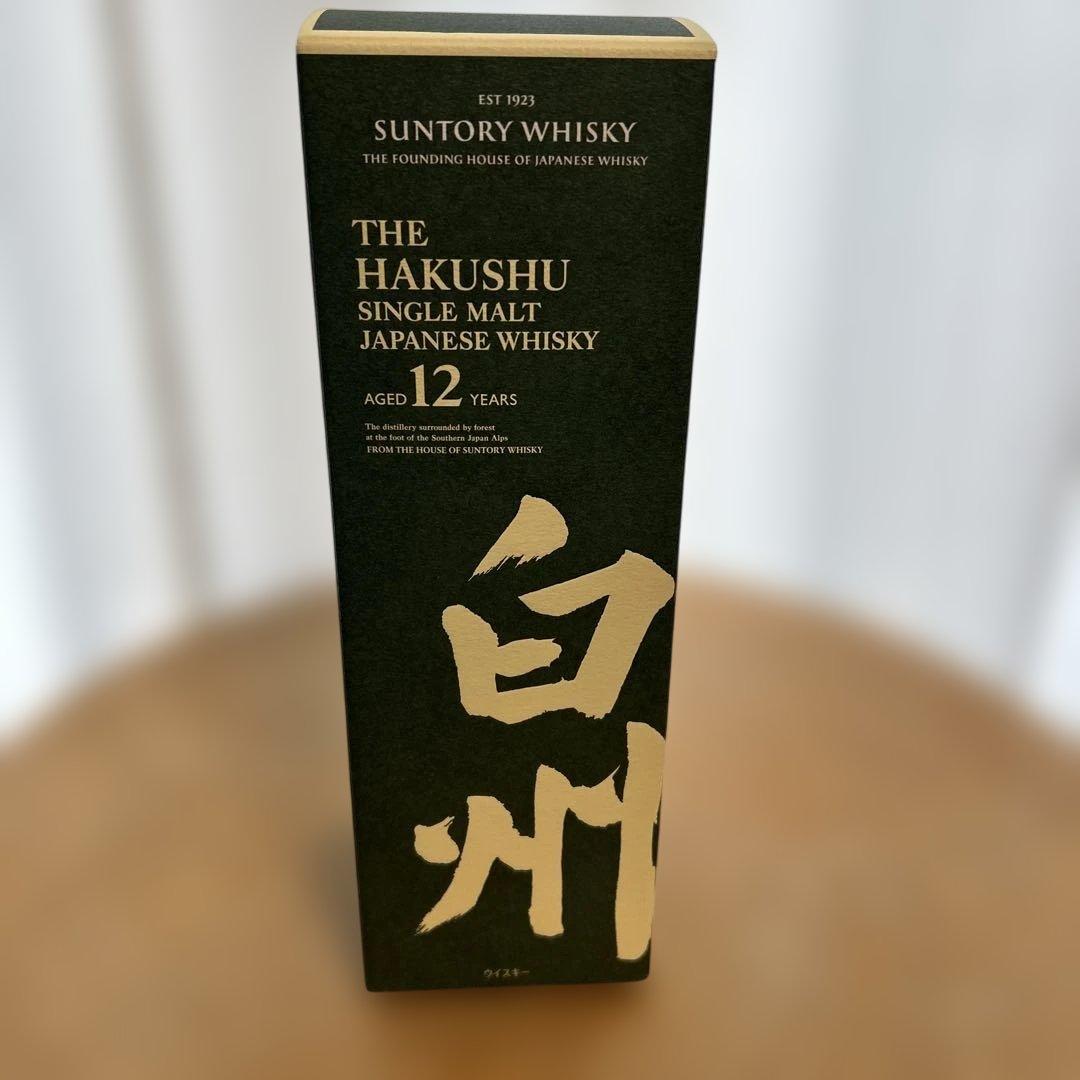 EST 1923
SUNTORY WHISKY
THE FOUNDING HOUSE OF JAPANESE WHISKY
THE
HAKUSHU
SINGLE MALT
JAPANESE WHISKY
AGED 12 YEARS
The distillery surrounded by forest
at the foot of the Southern Japan Alps
FROM THE HOUSE OF SUNTORY WHISKY
白
州
ウイスキー